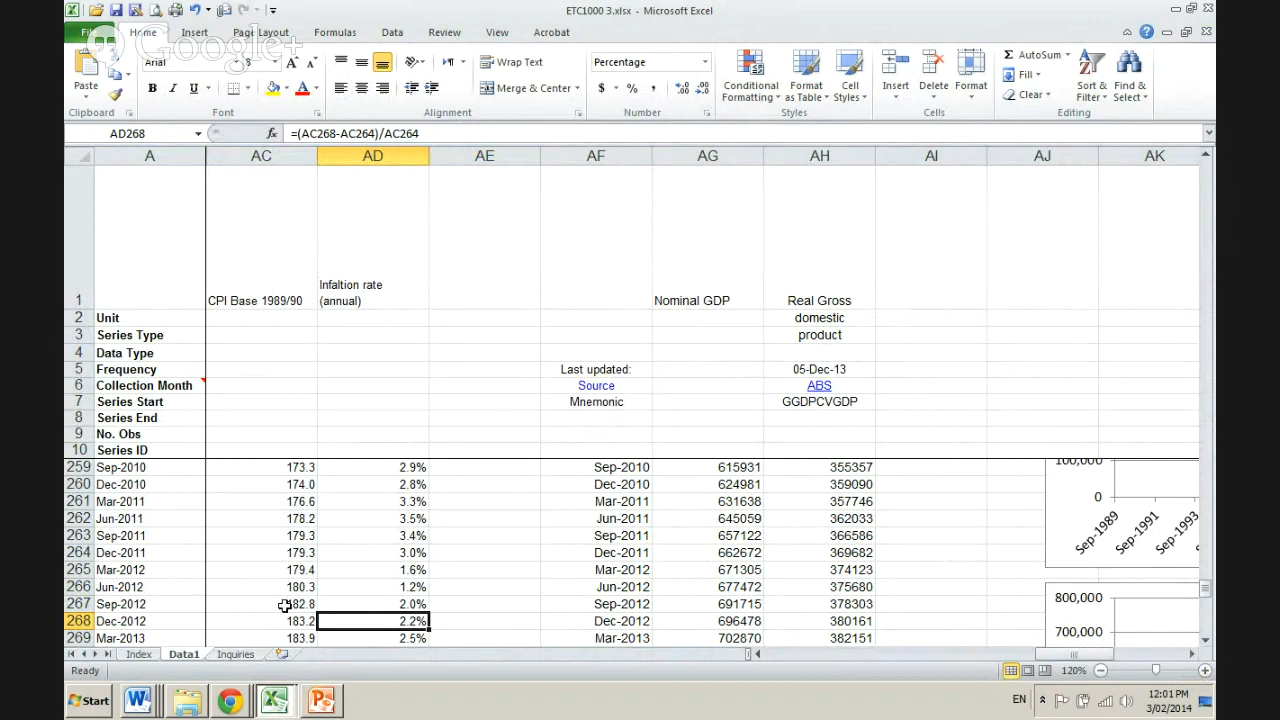 ETC1000 3.xlsx - Microsoft Excel
File Home Insert Page Layout Formulas Data Review View Acrobat
Google+
Paste Arial Wrap Text Percentage AutoSum
Merge & Center $ % , Conditional Formatting Format as Table Cell Styles Insert Delete Format Fill Clear Sort & Filter Find & Select
Clipboard Font Alignment Number Styles Cells Editing
AD268 fx =(AC268-AC264)/AC264
A AC AD AE AF AG AH AI AJ AK
Infaltion rate
1 CPI Base 1989/90 (annual) Nominal GDP Real Gross
2 Unit domestic
3 Series Type product
4 Data Type
5 Frequency Last updated: 05-Dec-13
6 Collection Month Source ABS
7 Series Start Mnemonic GGDPCVGDP
8 Series End
9 No. Obs
10 Series ID
259 Sep-2010 173.3 2.9% Sep-2010 615931 355357 100,000
260 Dec-2010 174.0 2.8% Dec-2010 624981 359090 0
261 Mar-2011 176.6 3.3% Mar-2011 631638 357746
262 Jun-2011 178.2 3.5% Jun-2011 645059 362033
263 Sep-2011 179.3 3.4% Sep-2011 657122 366586
Sep-1989 Sep-1991 Sep-1993
264 Dec-2011 179.3 3.0% Dec-2011 662672 369682
265 Mar-2012 179.4 1.6% Mar-2012 671305 374123
266 Jun-2012 180.3 1.2% Jun-2012 677472 375680
267 Sep-2012 182.8 2.0% Sep-2012 691715 378303 800,000
268 Dec-2012 183.2 2.2% Dec-2012 696478 380161
269 Mar-2013 183.9 2.5% Mar-2013 702870 382151 700,000
Index Data1 Inquiries
Ready 120%
Start EN 12:01 PM
3/02/2014